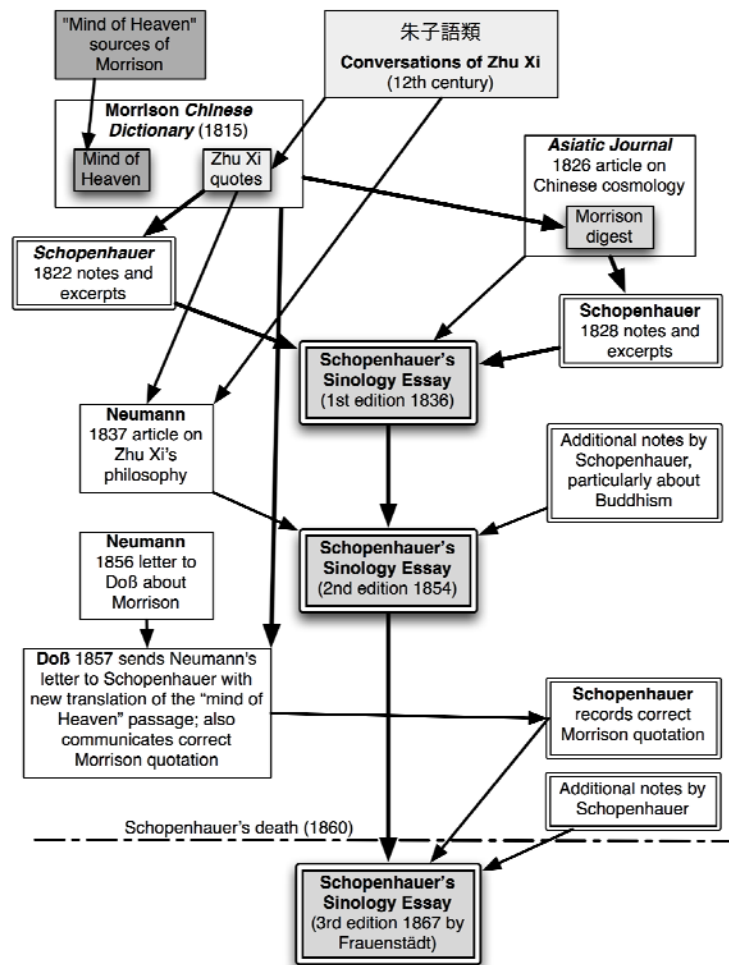 "Mind of Heaven"
sources of
Morrison
朱子語類
Conversations of Zhu Xi
(12th century)
Morrison Chinese
Dictionary (1815)
Mind of
Heaven
Zhu Xi
quotes
Asiatic Journal
1826 article on
Chinese cosmology
Morrison
digest
Schopenhauer
1822 notes and
excerpts
Schopenhauer
1828 notes and
excerpts
Schopenhauer's
Sinology Essay
(1st edition 1836)
Neumann
1837 article on
Zhu Xi's
philosophy
Additional notes by
Schopenhauer,
particularly about
Buddhism
Neumann
1856 letter to
Doß about
Morrison
Schopenhauer's
Sinology Essay
(2nd edition 1854)
Doß 1857 sends Neumann's
letter to Schopenhauer with
new translation of the “mind of
Heaven” passage; also
communicates correct
Morrison quotation
Schopenhauer
records correct
Morrison quotation
Additional notes by
Schopenhauer
Schopenhauer's death (1860)
Schopenhauer's
Sinology Essay
(3rd edition 1867 by
Frauenstädt)